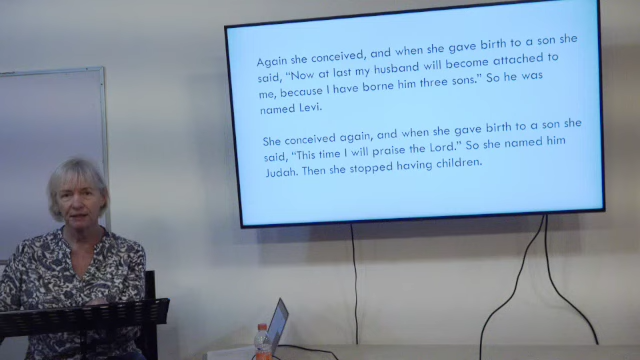 Again she conceived, and when she gave birth to a son she
said, “Now at last my husband will become attached to
me, because I have borne him three sons.” So he was
named Levi.
She conceived again, and when she gave birth to a son she
said, “This time I will praise the Lord.” So she named him
Judah. Then she stopped having children.